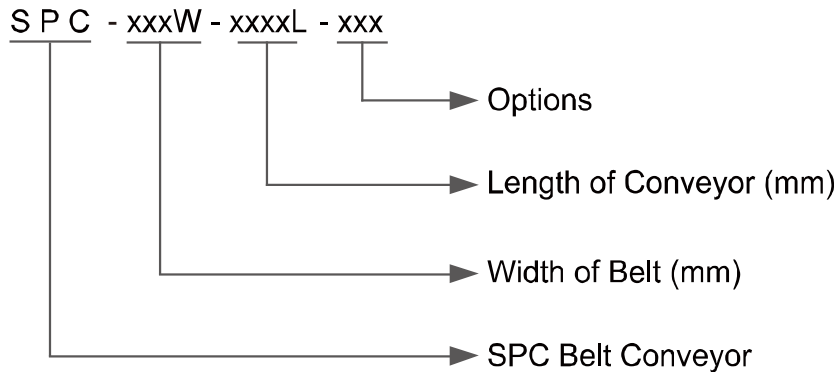 S P C - xxxW - xxxxL - xxx
Options
Length of Conveyor (mm)
Width of Belt (mm)
SPC Belt Conveyor